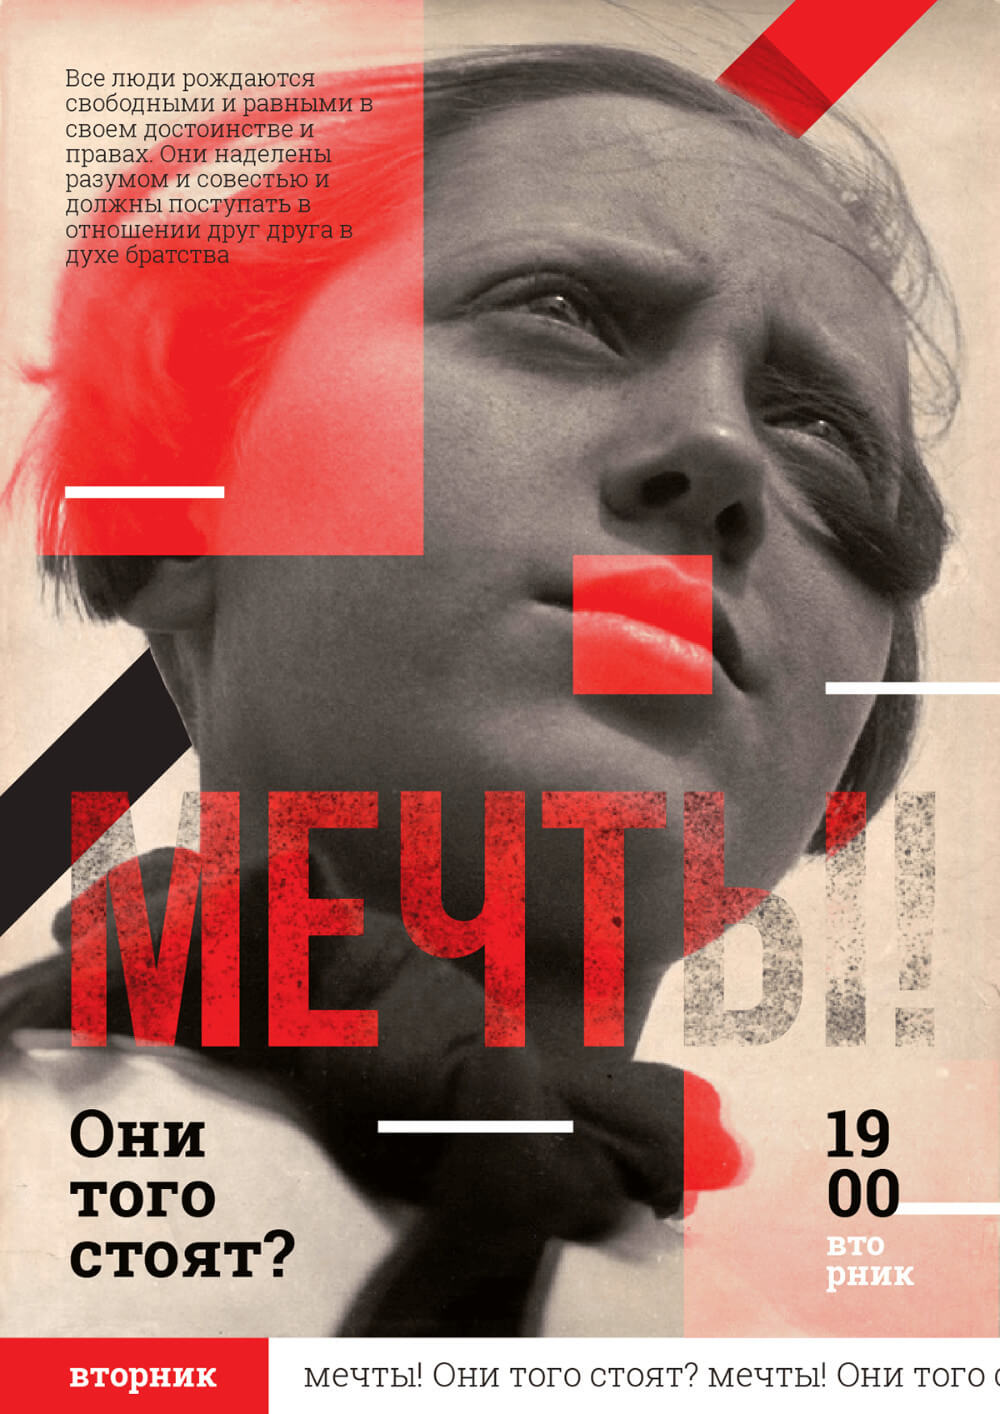 Все люди рождаются
свободными и равными в
своем достоинстве и
правах. Они наделены
разумом и совестью и
должны поступать в
отношении друг друга в
духе братства
МЕЧТЫ!
Они
того
стоят?
19
00
вто
рник
вторник
мечты! Они того стоят? мечты! Они того с